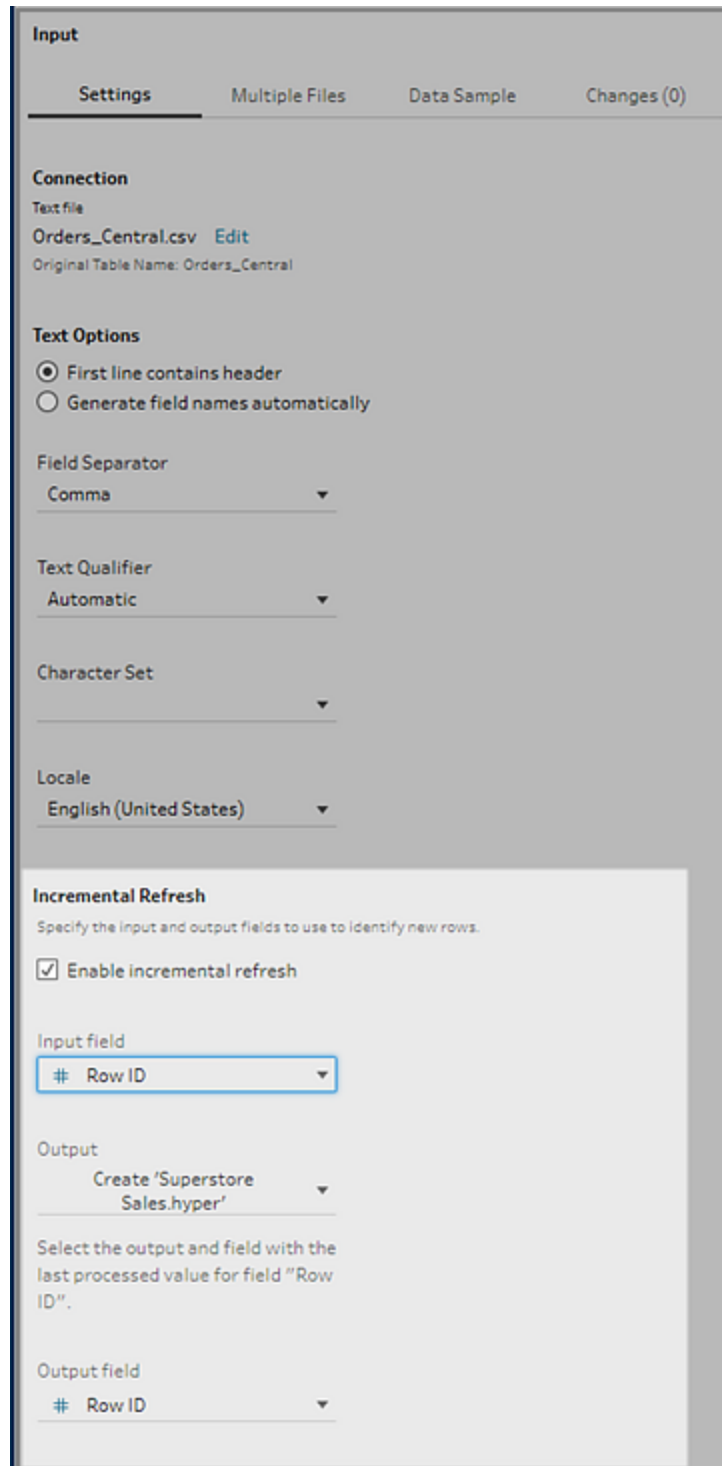 Input
Settings Multiple Files Data Sample Changes (0)
Connection
Text file
Orders_Central.csv Edit
Original Table Name: Orders_Central
Text Options
First line contains header
Generate field names automatically
Field Separator
Comma
Text Qualifier
Automatic
Character Set
Locale
English (United States)
Incremental Refresh
Specify the input and output fields to use to identify new rows.
Enable incremental refresh
Input field
# Row ID
Output
Create 'Superstore
Sales.hyper'
Select the output and field with the
last processed value for field "Row
ID".
Output field
# Row ID